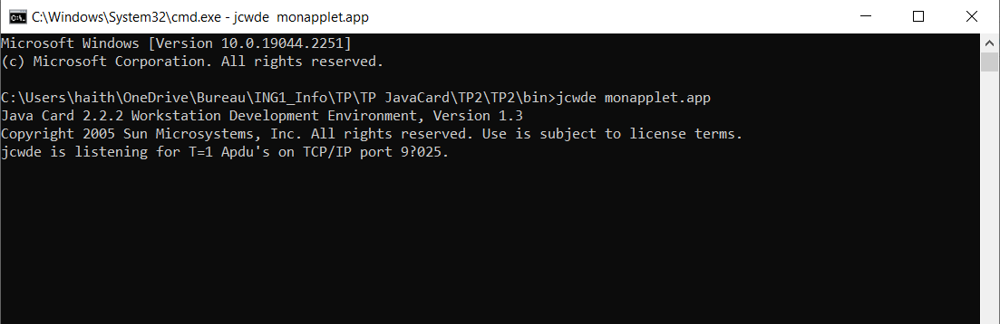 C:\Windows\System32\cmd.exe - jcwde  monapplet.app
Microsoft Windows [Version 10.0.19044.2251]
(c) Microsoft Corporation. All rights reserved.
C:\Users\haith\OneDrive\Bureau\ING1_Info\TP\TP JavaCard\TP2\TP2\bin>jcwde monapplet.app
Java Card 2.2.2 Workstation Development Environment, Version 1.3
Copyright 2005 Sun Microsystems, Inc. All rights reserved. Use is subject to license terms.
jcwde is listening for T=1 Apdu's on TCP/IP port 9?025.